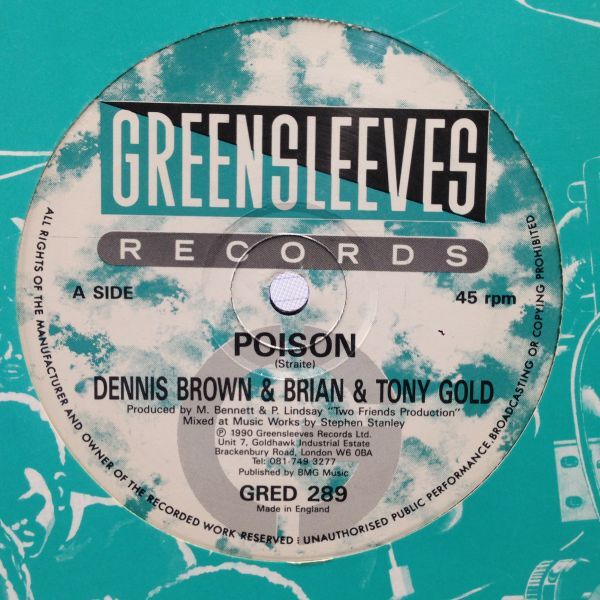 GREENSLEEVES
RECORDS
A SIDE
45 rpm
POISON
(Straite)
DENNIS BROWN & BRIAN & TONY GOLD
Produced by M. Bennett & P. Lindsay "Two Friends Production"
Mixed at Music Works by Stephen Stanley
℗ 1990 Greensleeves Records Ltd.
Unit 7, Goldhawk Industrial Estate
Brackenbury Road, London W6 0BA
Tel: 081-749 3277
Published by BMG Music
GRED 289
Made in England
ALL RIGHTS OF THE MANUFACTURER AND OWNER OF THE RECORDED WORK RESERVED : UNAUTHORISED PUBLIC PERFORMANCE.BROADCASTING OR COPYING PROHIBITED